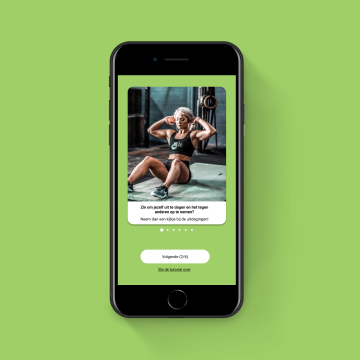 Zin om jezelf uit te dagen en het tegen
anderen op te nemen?
Neem dan een kijkje bij de uitdagingen!
Volgende (2/6)
Sla de tutorial over